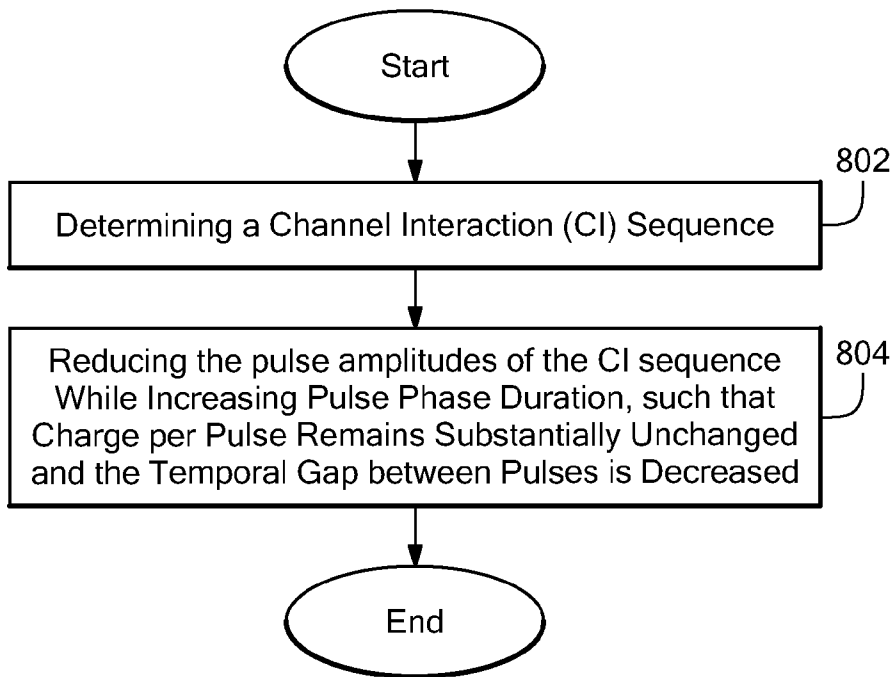 Start
802
Determining a Channel Interaction (CI) Sequence
804
Reducing the pulse amplitudes of the CI sequence
While Increasing Pulse Phase Duration, such that
Charge per Pulse Remains Substantially Unchanged
and the Temporal Gap between Pulses is Decreased
End